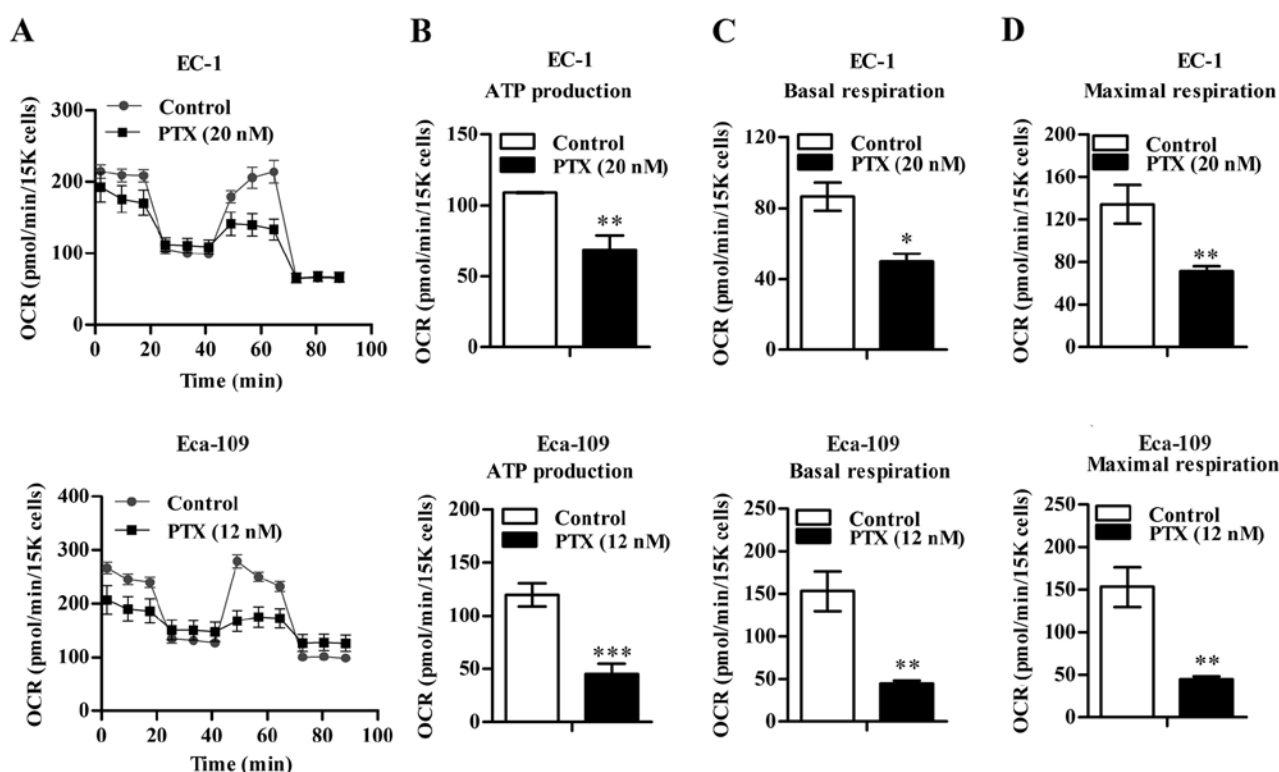 A
EC-1
Control
PTX (20 nM)
OCR (pmol/min/15K cells)
300
200
100
0
0 20 40 60 80 100
Time (min)
B
EC-1
ATP production
Control
PTX (20 nM)
OCR (pmol/min/15K cells)
150
100
50
0
**
C
EC-1
Basal respiration
Control
PTX (20 nM)
OCR (pmol/min/15K cells)
120
80
40
0
*
D
EC-1
Maximal respiration
Control
PTX (20 nM)
OCR (pmol/min/15K cells)
200
160
120
80
40
0
**
Eca-109
Control
PTX (12 nM)
OCR (pmol/min/15K cells)
400
300
200
100
0
0 20 40 60 80 100
Time (min)
Eca-109
ATP production
Control
PTX (12 nM)
OCR (pmol/min/15K cells)
200
150
100
50
0
***
Eca-109
Basal respiration
Control
PTX (12 nM)
OCR (pmol/min/15K cells)
250
200
150
100
50
0
**
Eca-109
Maximal respiration
Control
PTX (12 nM)
OCR (pmol/min/15K cells)
250
200
150
100
50
0
**